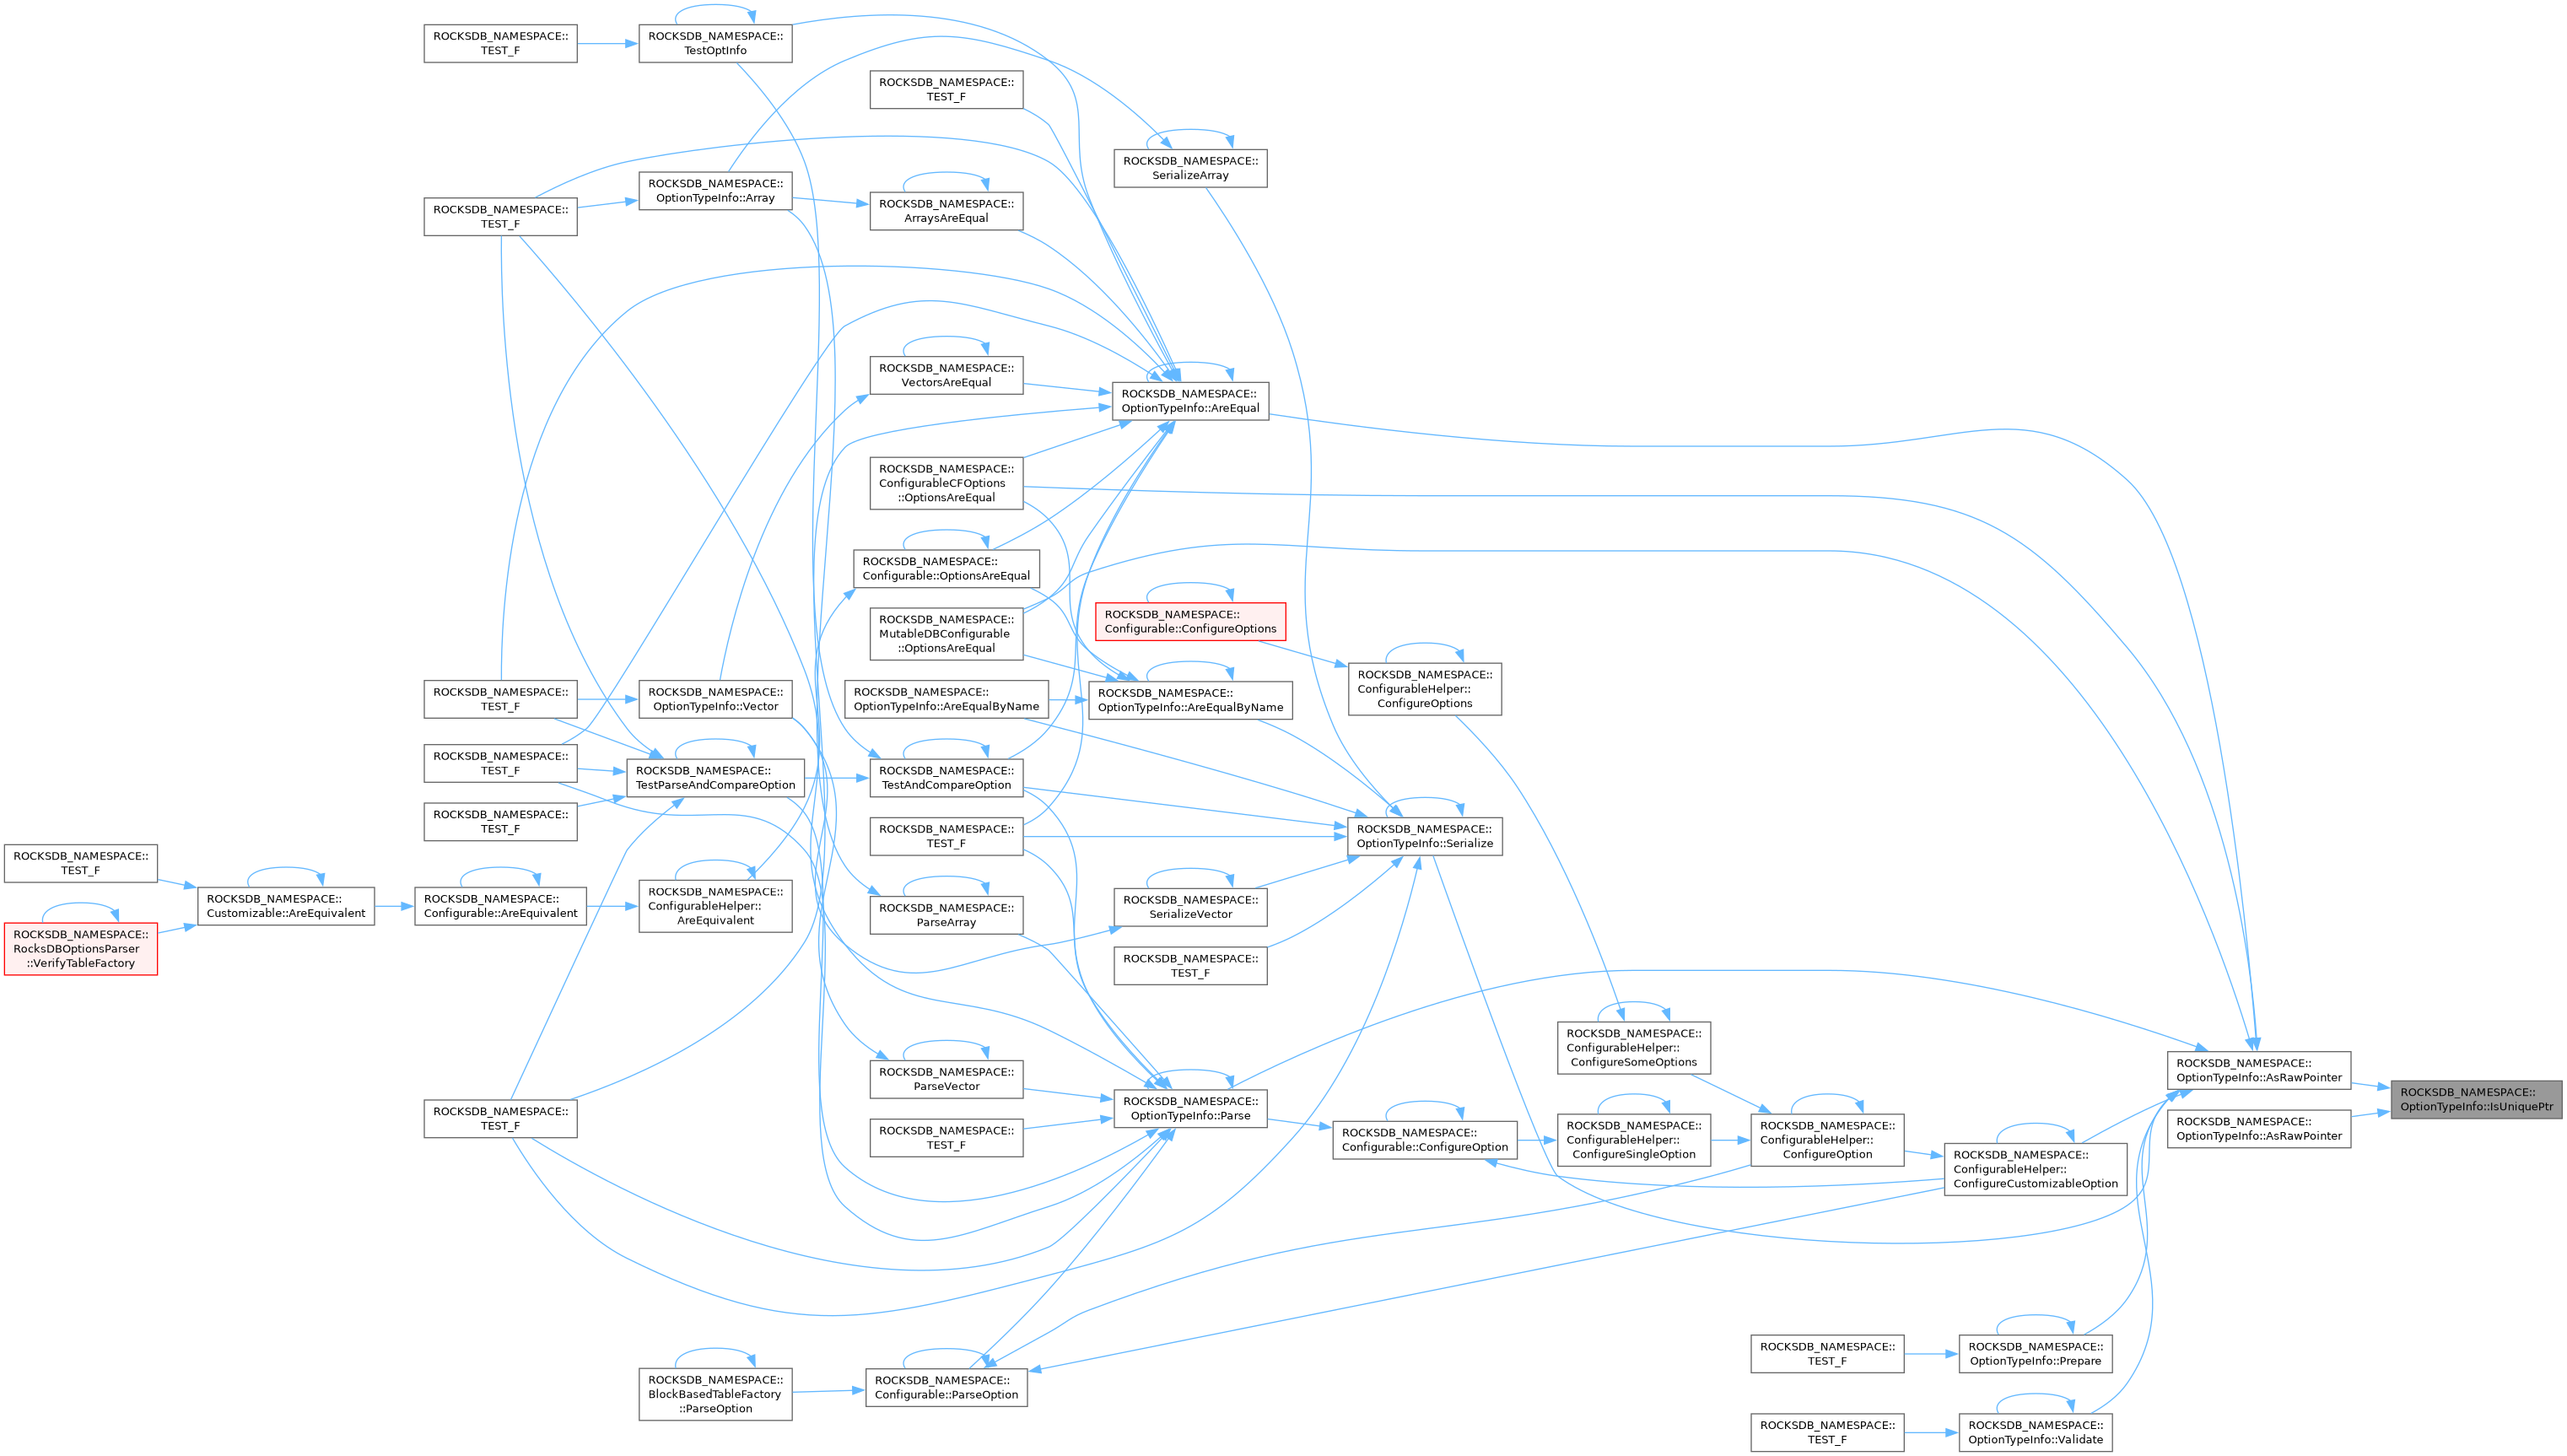 ROCKSDB_NAMESPACE::
TEST_F
ROCKSDB_NAMESPACE::
TestOptInfo
ROCKSDB_NAMESPACE::
TEST_F
ROCKSDB_NAMESPACE::
SerializeArray
ROCKSDB_NAMESPACE::
TEST_F
ROCKSDB_NAMESPACE::
OptionTypeInfo::Array
ROCKSDB_NAMESPACE::
ArraysAreEqual
ROCKSDB_NAMESPACE::
VectorsAreEqual
ROCKSDB_NAMESPACE::
OptionTypeInfo::AreEqual
ROCKSDB_NAMESPACE::
ConfigurableCFOptions
::OptionsAreEqual
ROCKSDB_NAMESPACE::
Configurable::OptionsAreEqual
ROCKSDB_NAMESPACE::
MutableDBConfigurable
::OptionsAreEqual
ROCKSDB_NAMESPACE::
Configurable::ConfigureOptions
ROCKSDB_NAMESPACE::
ConfigurableHelper::
ConfigureOptions
ROCKSDB_NAMESPACE::
TEST_F
ROCKSDB_NAMESPACE::
OptionTypeInfo::Vector
ROCKSDB_NAMESPACE::
OptionTypeInfo::AreEqualByName
ROCKSDB_NAMESPACE::
OptionTypeInfo::AreEqualByName
ROCKSDB_NAMESPACE::
TEST_F
ROCKSDB_NAMESPACE::
TestParseAndCompareOption
ROCKSDB_NAMESPACE::
TestAndCompareOption
ROCKSDB_NAMESPACE::
TEST_F
ROCKSDB_NAMESPACE::
TEST_F
ROCKSDB_NAMESPACE::
OptionTypeInfo::Serialize
ROCKSDB_NAMESPACE::
TEST_F
ROCKSDB_NAMESPACE::
RocksDBOptionsParser
::VerifyTableFactory
ROCKSDB_NAMESPACE::
Customizable::AreEquivalent
ROCKSDB_NAMESPACE::
Configurable::AreEquivalent
ROCKSDB_NAMESPACE::
ConfigurableHelper::
AreEquivalent
ROCKSDB_NAMESPACE::
ParseArray
ROCKSDB_NAMESPACE::
SerializeVector
ROCKSDB_NAMESPACE::
TEST_F
ROCKSDB_NAMESPACE::
ConfigurableHelper::
ConfigureSomeOptions
ROCKSDB_NAMESPACE::
OptionTypeInfo::AsRawPointer
ROCKSDB_NAMESPACE::
OptionTypeInfo::IsUniquePtr
ROCKSDB_NAMESPACE::
OptionTypeInfo::AsRawPointer
ROCKSDB_NAMESPACE::
TEST_F
ROCKSDB_NAMESPACE::
ParseVector
ROCKSDB_NAMESPACE::
TEST_F
ROCKSDB_NAMESPACE::
OptionTypeInfo::Parse
ROCKSDB_NAMESPACE::
Configurable::ConfigureOption
ROCKSDB_NAMESPACE::
ConfigurableHelper::
ConfigureSingleOption
ROCKSDB_NAMESPACE::
ConfigurableHelper::
ConfigureOption
ROCKSDB_NAMESPACE::
ConfigurableHelper::
ConfigureCustomizableOption
ROCKSDB_NAMESPACE::
BlockBasedTableFactory
::ParseOption
ROCKSDB_NAMESPACE::
Configurable::ParseOption
ROCKSDB_NAMESPACE::
TEST_F
ROCKSDB_NAMESPACE::
OptionTypeInfo::Prepare
ROCKSDB_NAMESPACE::
TEST_F
ROCKSDB_NAMESPACE::
OptionTypeInfo::Validate